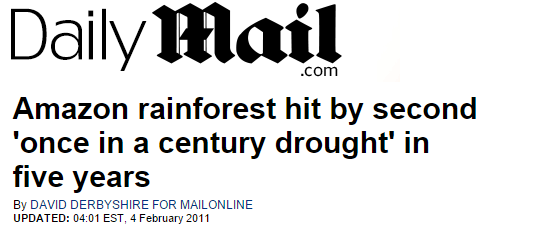 Daily Mail
.com
Amazon rainforest hit by second
'once in a century drought' in
five years
By DAVID DERBYSHIRE FOR MAILONLINE
UPDATED: 04:01 EST, 4 February 2011